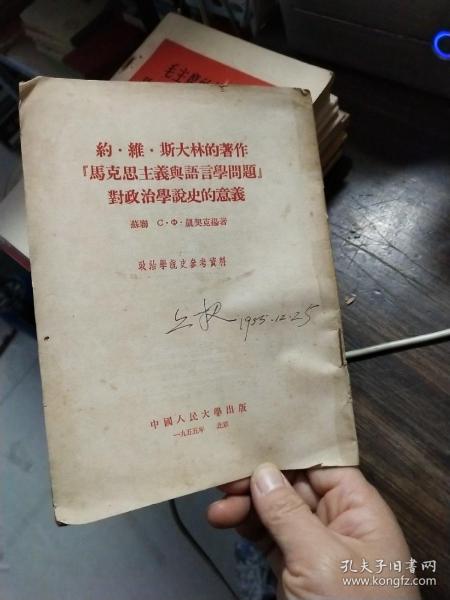 約·維·斯大林的著作
『馬克思主義與語言學問題』
對政治學說史的意義
蘇聯 С·Ф·凱契克揚著
政治學說史參考資料
1955.12.25
中國人民大學出版
一九五五年 北京
毛主席
孔夫子旧书网
www.kongfz.com